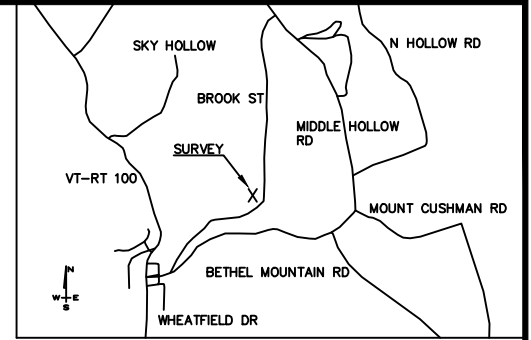 SKY HOLLOW
N HOLLOW RD
BROOK ST
MIDDLE HOLLOW
RD
SURVEY
X
VT-RT 100
MOUNT CUSHMAN RD
BETHEL MOUNTAIN RD
N
W E
S
WHEATFIELD DR